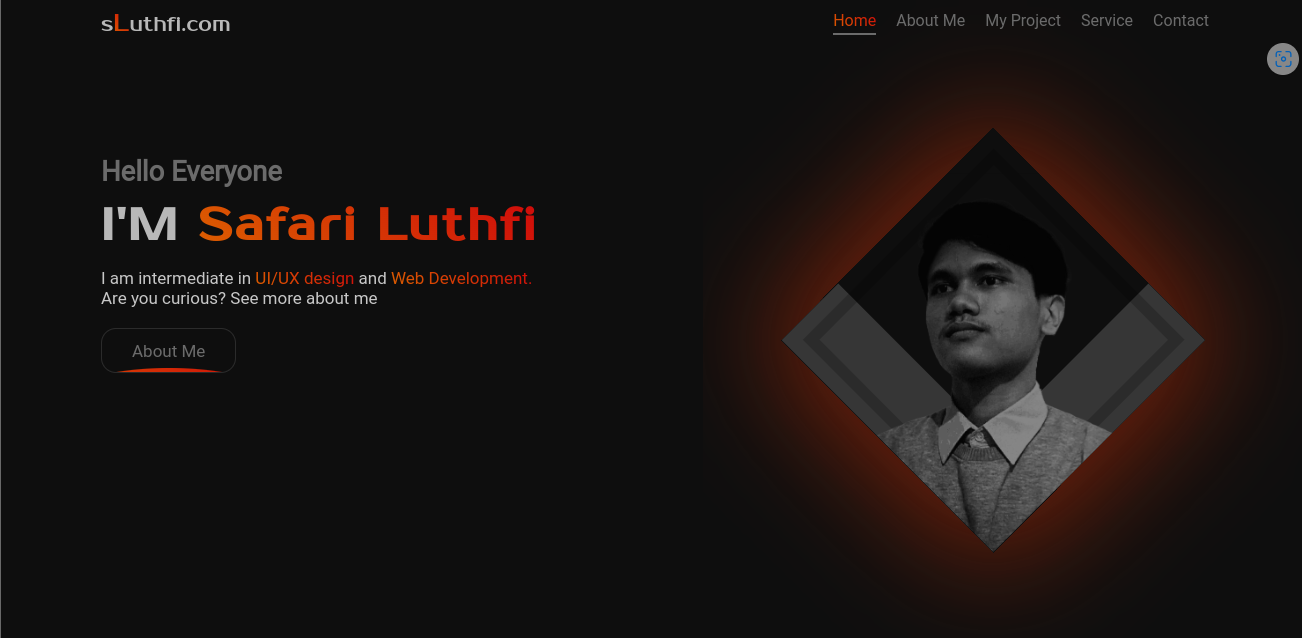 sLuthfi.com
Home About Me My Project Service Contact
Hello Everyone
I'M Safari Luthfi
I am intermediate in UI/UX design and Web Development.
Are you curious? See more about me
About Me